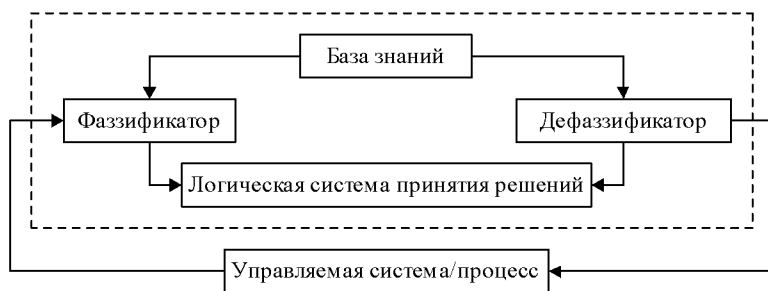 База знаний
Фаззификатор
Дефаззификатор
Логическая система принятия решений
Управляемая система/процесс